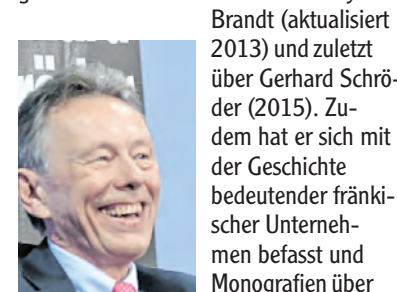 Brandt (aktualisiert
2013) und zuletzt
über Gerhard Schrö-
der (2015). Zu-
dem hat er sich mit
der Geschichte
bedeutender fränki-
scher Unterneh-
men befasst und
Monografien über